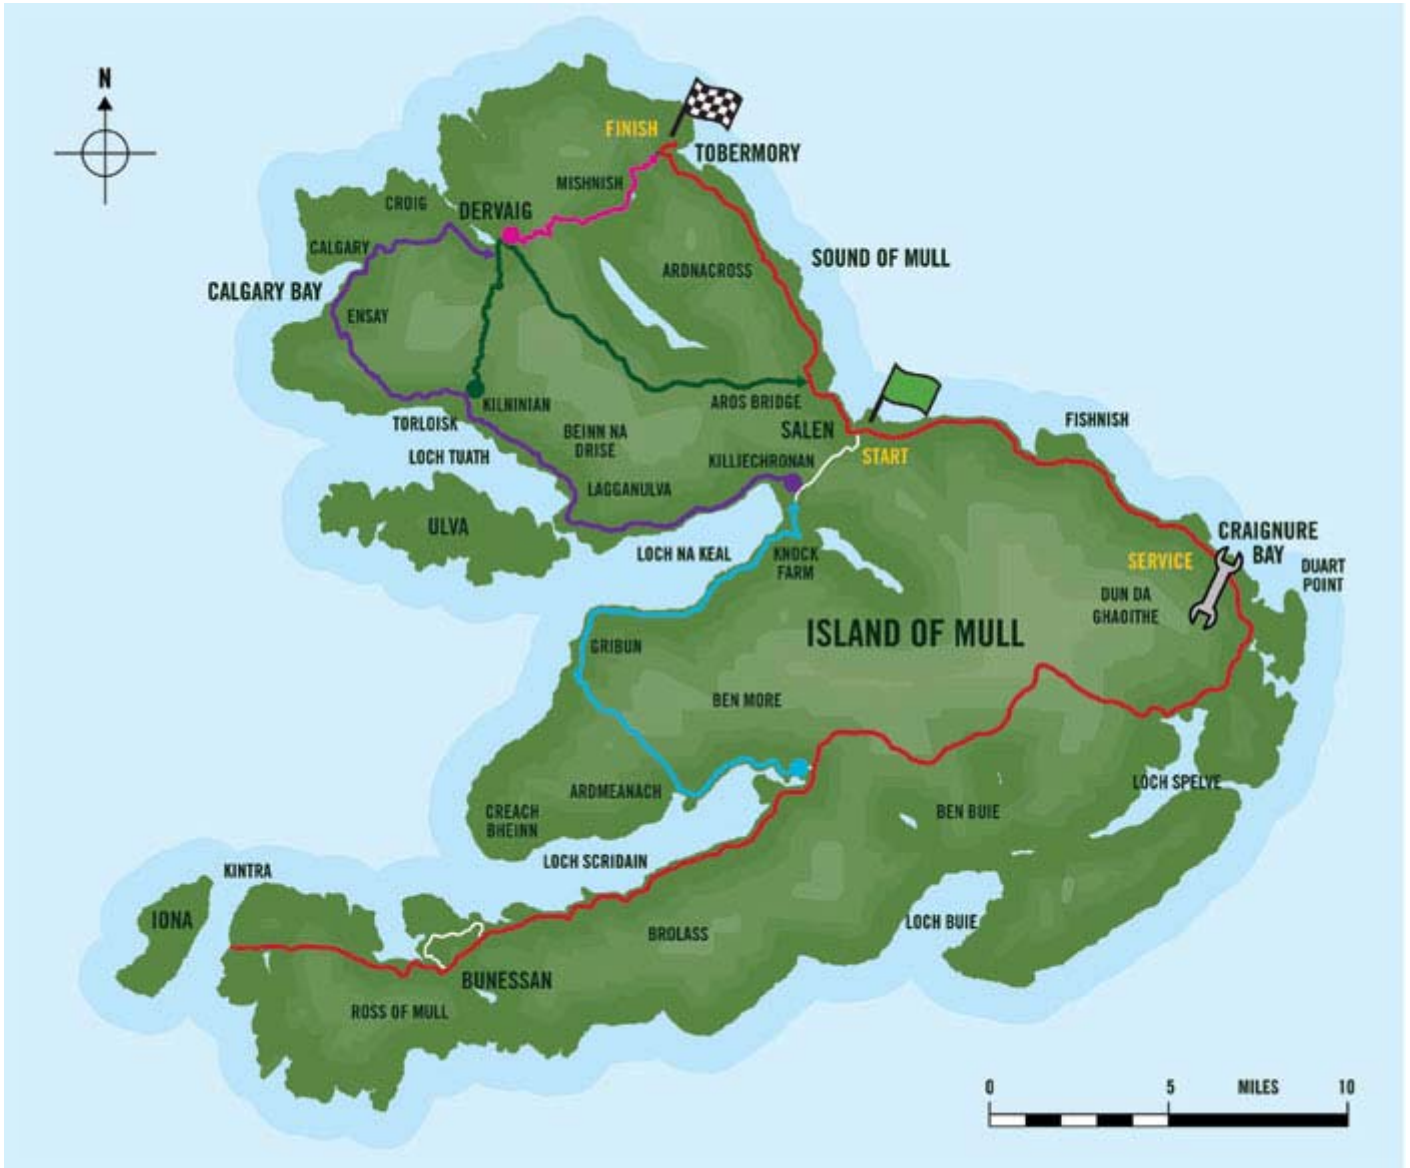 N
FINISH
TOBERMORY
MISHNISH
CROIG
DERVAIG
CALGARY
SOUND OF MULL
ARDNACROSS
CALGARY BAY
ENSAY
KILNINIAN
AROS BRIDGE
TORLOISK
SALEN
FISHNISH
BEINN NA
DRISE
LOCH TUATH
KILLIECHRONAN
START
LAGGANULVA
ULVA
LOCH NA KEAL
KNOCK
FARM
SERVICE
CRAIGNURE
BAY
DUART
POINT
DUN DA
GHAOITHE
ISLAND OF MULL
GRIBUN
BEN MORE
ARDMEANACH
CREACH
BHEINN
LOCH SPELVE
BEN BUIE
LOCH SCRIDAIN
KINTRA
IONA
BROLASS
LOCH BUIE
BUNESSAN
ROSS OF MULL
0 5 MILES 10